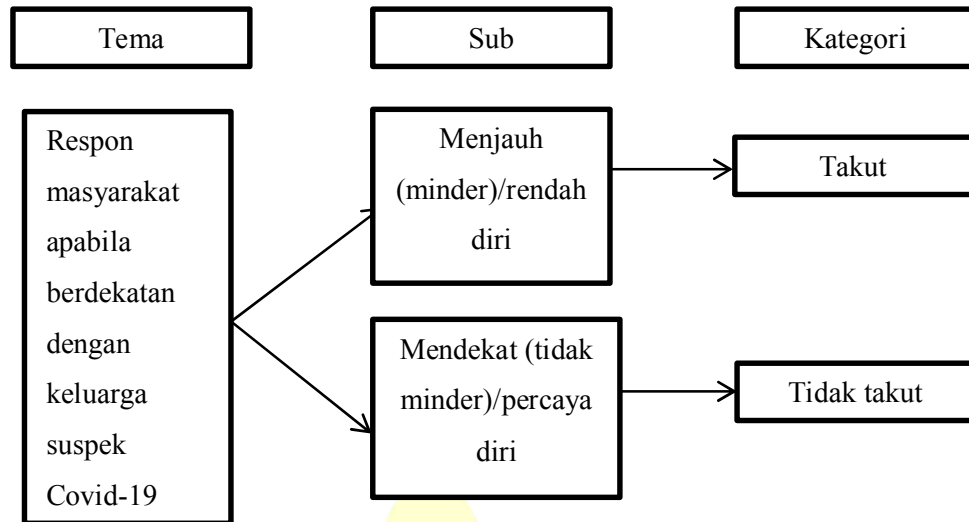 Tema
Sub
Kategori
Respon
masyarakat
apabila
berdekatan
dengan
keluarga
suspek
Covid-19
Menjauh
(minder)/rendah
diri
Takut
Mendekat (tidak
minder)/percaya
diri
Tidak takut